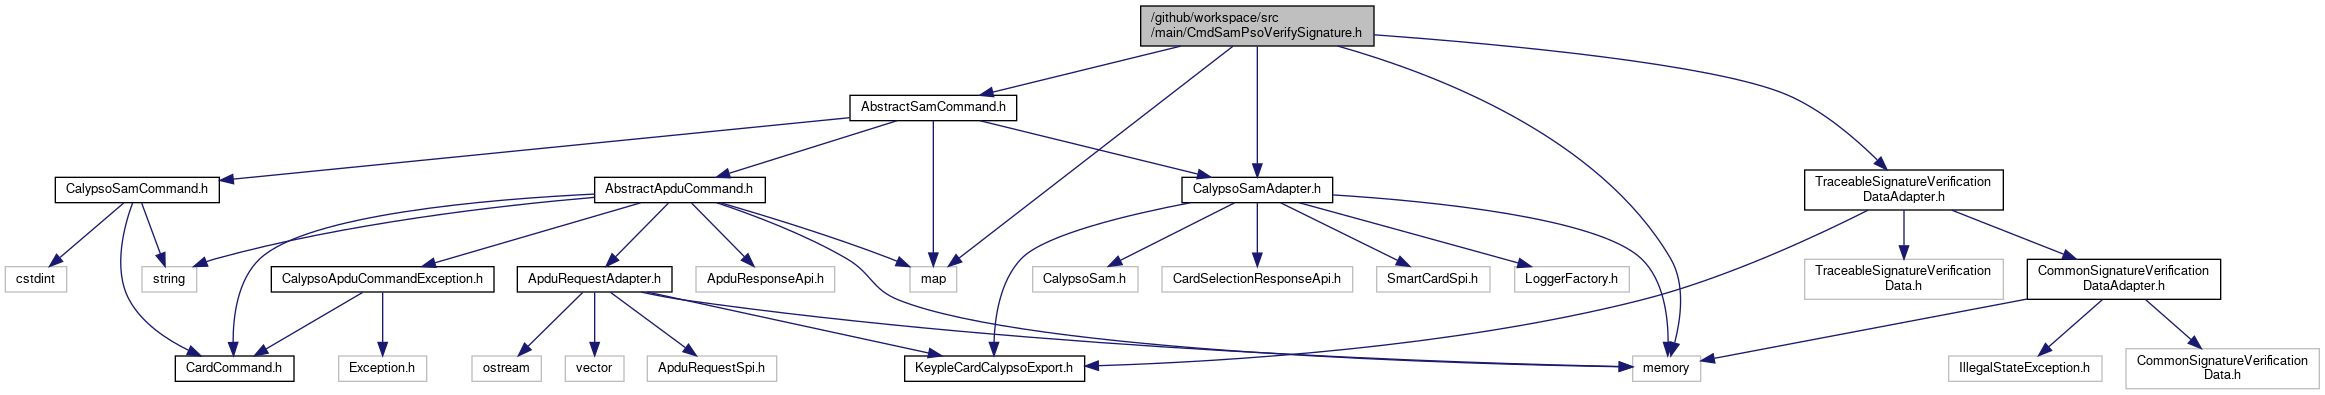 /github/workspace/src
/main/CmdSamPsoVerifySignature.h
AbstractSamCommand.h
CalypsoSamCommand.h
AbstractApduCommand.h
CalypsoSamAdapter.h
TraceableSignatureVerification
DataAdapter.h
cstdint
string
CalypsoApduCommandException.h
ApduRequestAdapter.h
ApduResponseApi.h
map
CalypsoSam.h
CardSelectionResponseApi.h
SmartCardSpi.h
LoggerFactory.h
TraceableSignatureVerification
Data.h
CommonSignatureVerification
DataAdapter.h
CardCommand.h
Exception.h
ostream
vector
ApduRequestSpi.h
KeypleCardCalypsoExport.h
memory
IllegalStateException.h
CommonSignatureVerification
Data.h